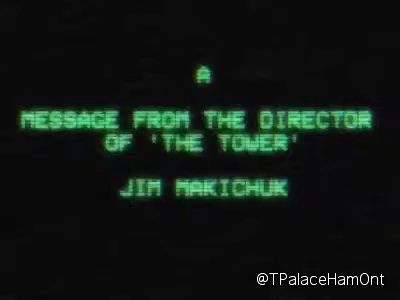 A
MESSAGE FROM THE DIRECTOR
OF 'THE TOWER'
JIM MAKICHUK
@TPalaceHamOnt